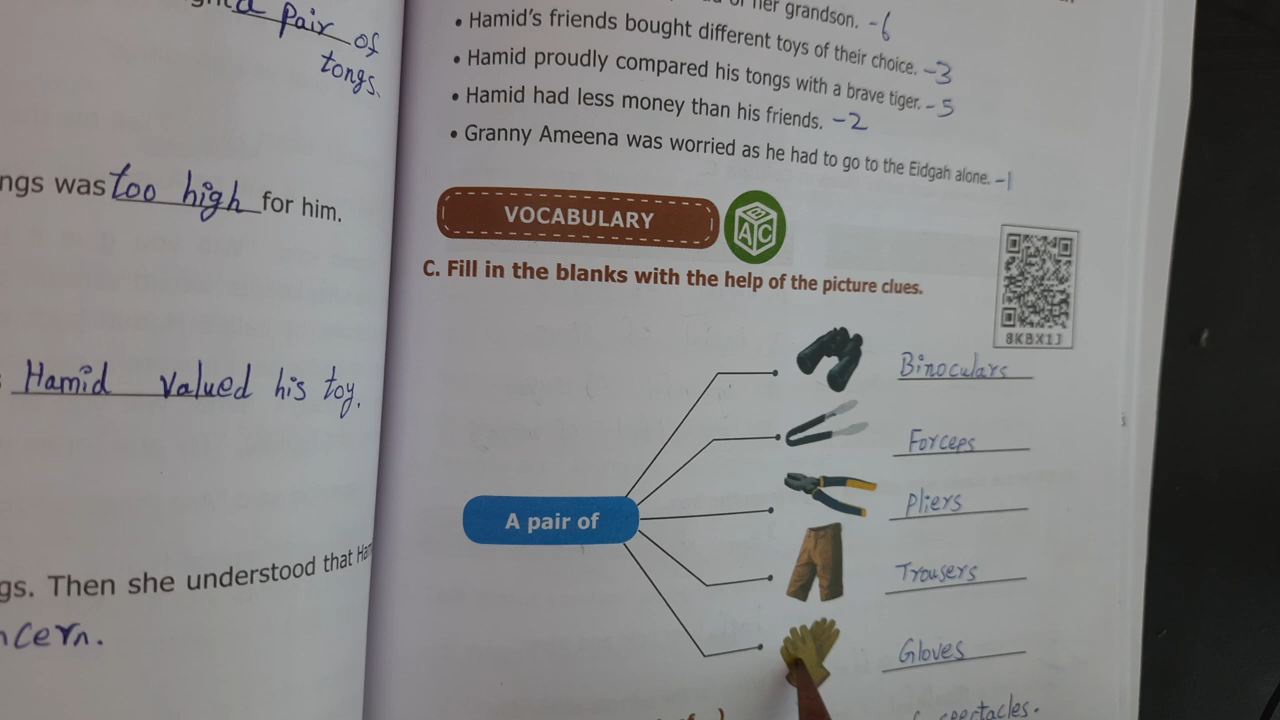 a pair of
tongs.
ngs was too high for him.
Hamid valued his toy.
gs. Then she understood that Ha
ncern.
of her grandson. -6
• Hamid's friends bought different toys of their choice. -3
• Hamid proudly compared his tongs with a brave tiger. -5
• Hamid had less money than his friends. -2
• Granny Ameena was worried as he had to go to the Eidgah alone. -1
VOCABULARY
ABC
C. Fill in the blanks with the help of the picture clues.
8KBX1J
A pair of
Binoculars
Forceps
Pliers
Trousers
Gloves
spectacles.